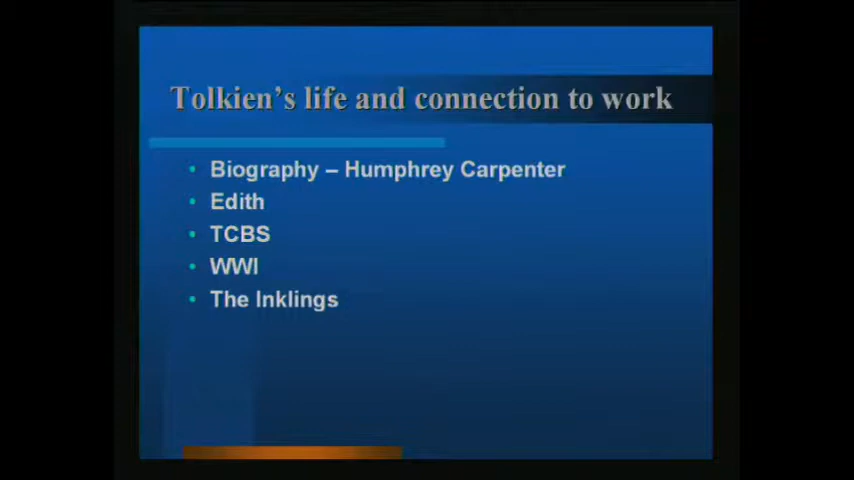 Tolkien's life and connection to work
• Biography – Humphrey Carpenter
• Edith
• TCBS
• WWI
• The Inklings